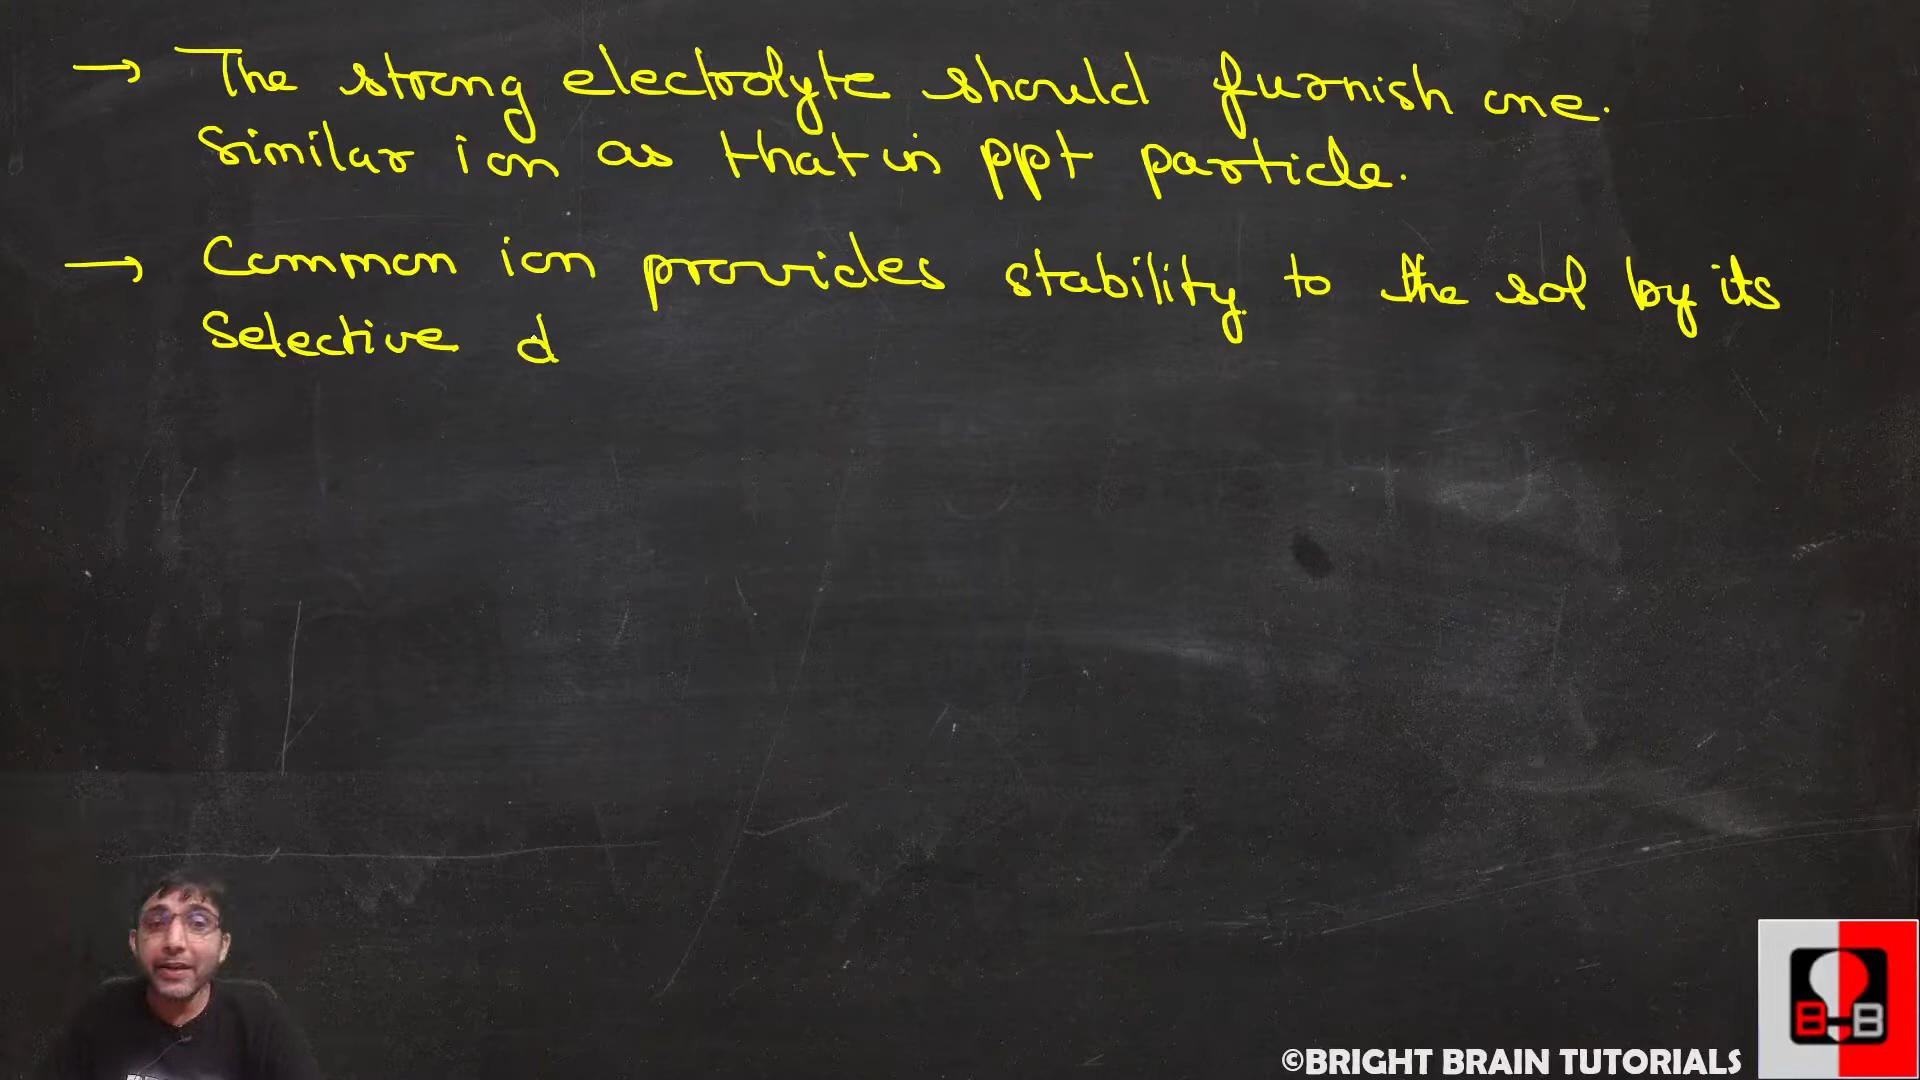 → The strong electrolyte should furnish one.
similar ion as that in ppt particle.
→ Common ion provides stability to the sol by its
Selective d
B B
©BRIGHT BRAIN TUTORIALS